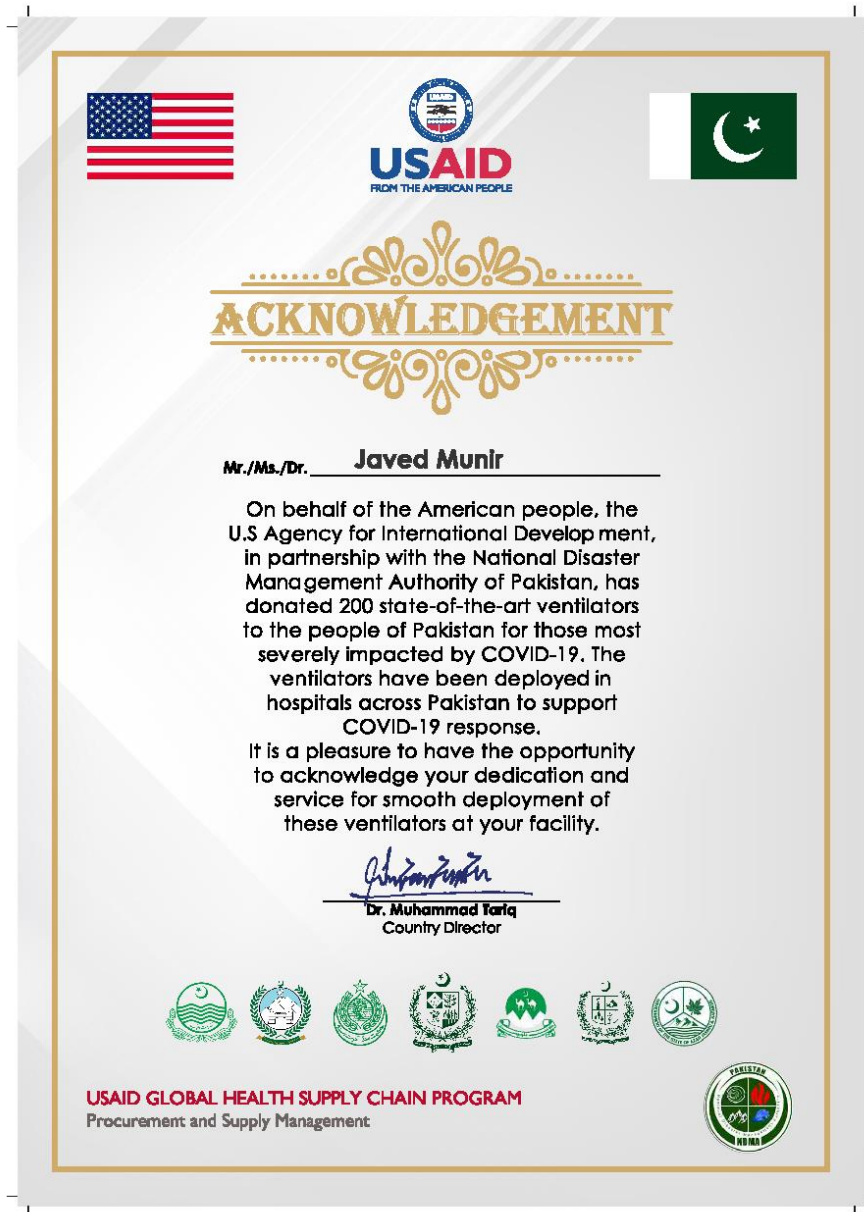 USAID
FROM THE AMERICAN PEOPLE
ACKNOWLEDGEMENT
Mr./Ms./Dr. Javed Munir
On behalf of the American people, the
U.S Agency for International Develop ment,
in partnership with the National Disaster
Management Authority of Pakistan, has
donated 200 state-of-the-art ventilators
to the people of Pakistan for those most
severely impacted by COVID-19. The
ventilators have been deployed in
hospitals across Pakistan to support
COVID-19 response.
It is a pleasure to have the opportunity
to acknowledge your dedication and
service for smooth deployment of
these ventilators at your facility.
Dr. Muhammad Tariq
Country Director
USAID GLOBAL HEALTH SUPPLY CHAIN PROGRAM
Procurement and Supply Management
PAKISTAN
NDMA